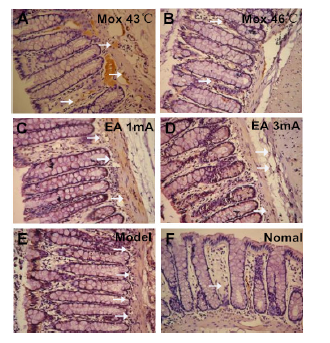 A Mox 43℃
B Mox 46℃
C EA 1mA
D EA 3mA
E Model
F Nomal